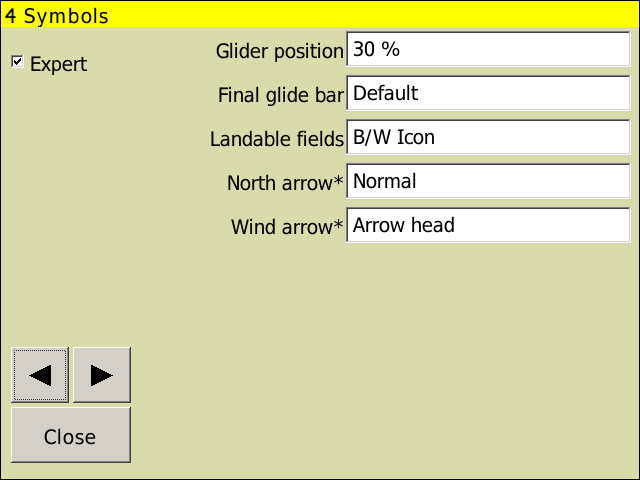 4 Symbols
Expert
Glider position 30 %
Final glide bar Default
Landable fields B/W Icon
North arrow* Normal
Wind arrow* Arrow head
Close